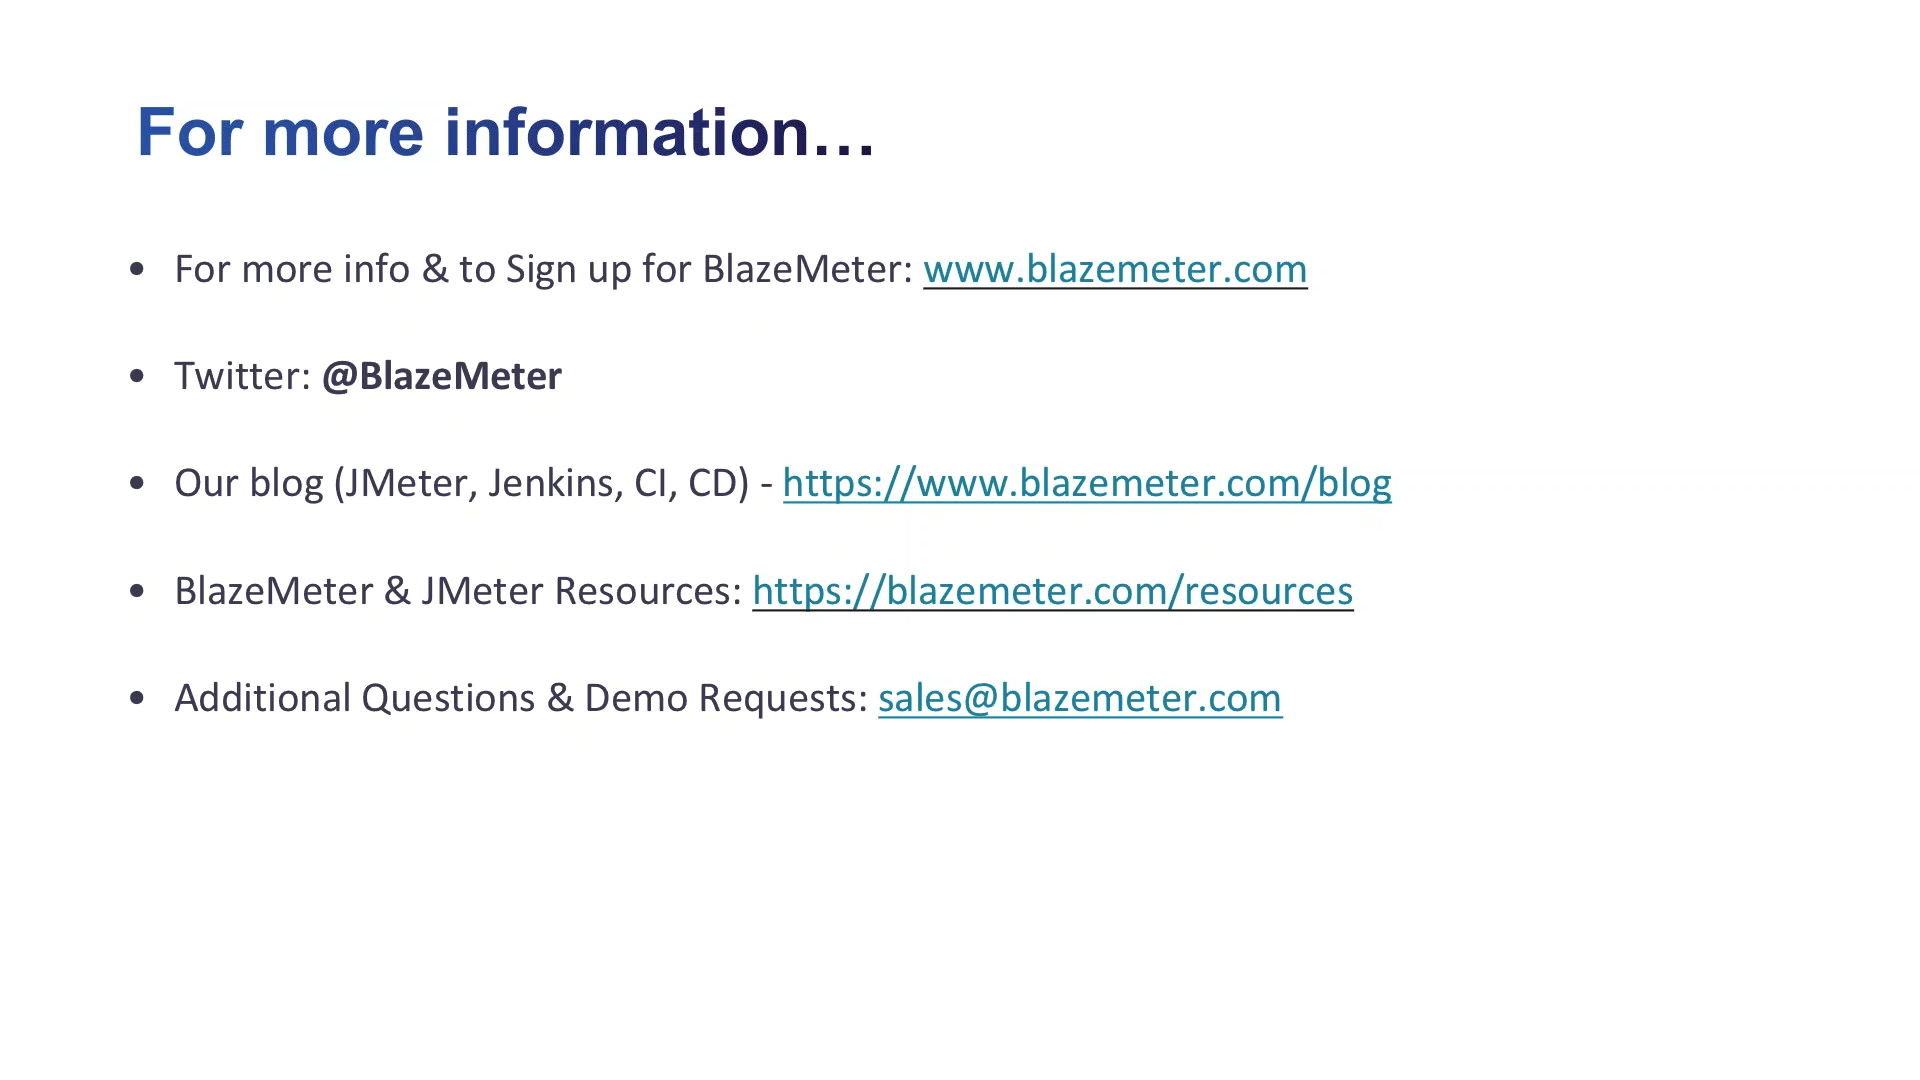 For more information…
• For more info & to Sign up for BlazeMeter: www.blazemeter.com
• Twitter: @BlazeMeter
• Our blog (JMeter, Jenkins, CI, CD) - https://www.blazemeter.com/blog
• BlazeMeter & JMeter Resources: https://blazemeter.com/resources
• Additional Questions & Demo Requests: sales@blazemeter.com